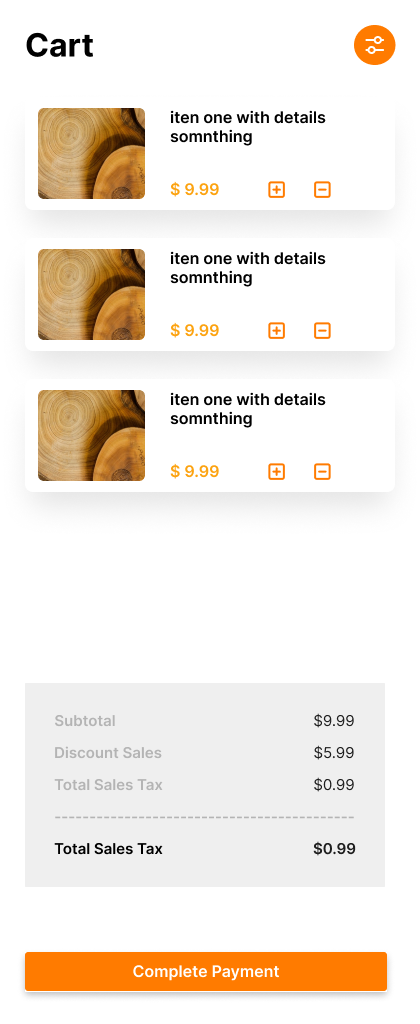 Cart
iten one with details
somnthing
$ 9.99
iten one with details
somnthing
$ 9.99
iten one with details
somnthing
$ 9.99
Subtotal $9.99
Discount Sales $5.99
Total Sales Tax $0.99
-------------------------------------------
Total Sales Tax $0.99
Complete Payment